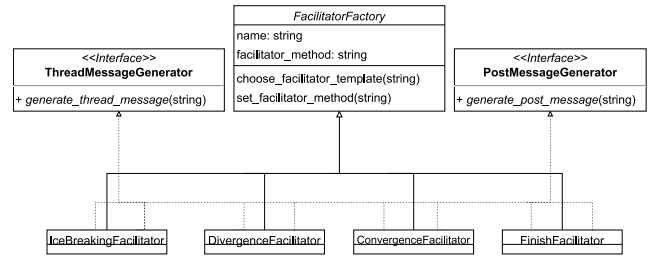 FacilitatorFactory
name: string
facilitator_method: string
choose_facilitator_template(string)
set_facilitator_method(string)
<<Interface>>
ThreadMessageGenerator
+ generate_thread_message(string)
<<Interface>>
PostMessageGenerator
+ generate_post_message(string)
IceBreakingFacilitator
DivergenceFacilitator
ConvergenceFacilitator
FinishFacilitator